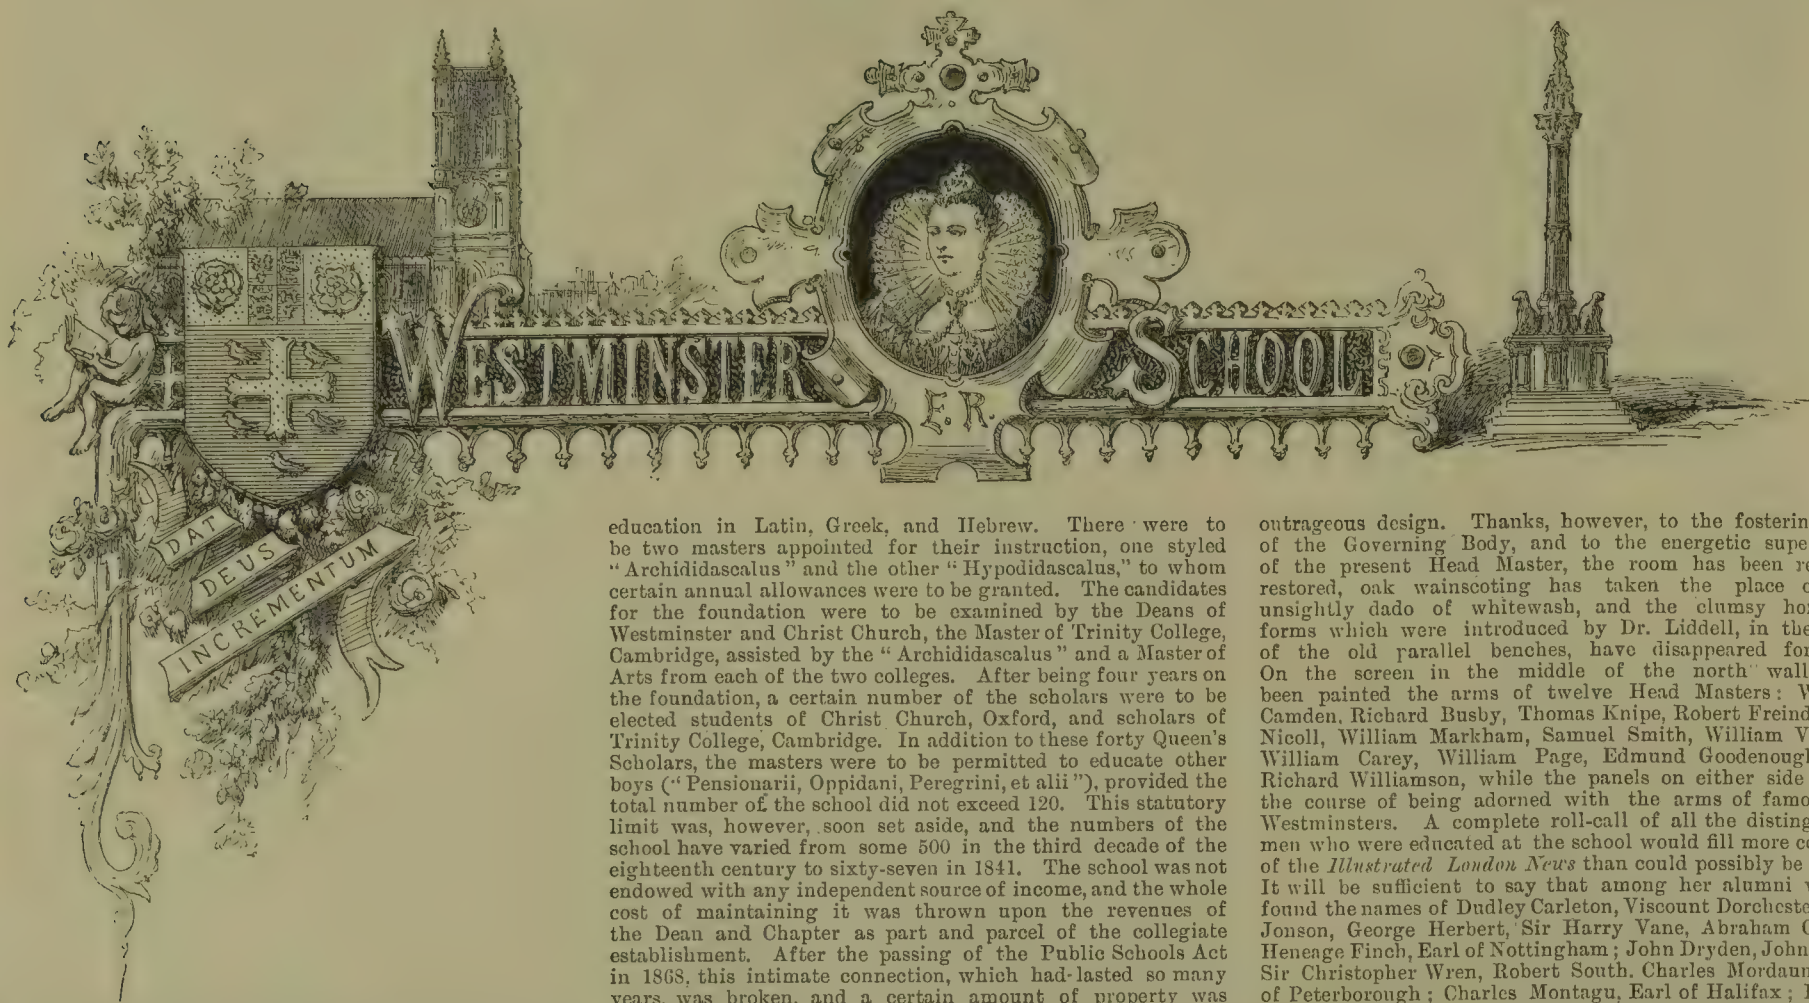 WESTMINSTER SCHOOL
E.R.
DAT
DEUS
INCREMENTUM
education in Latin, Greek, and Hebrew. There were to
be two masters appointed for their instruction, one styled
“Archididascalus” and the other “Hypodidascalus,” to whom
certain annual allowances were to be granted. The candidates
for the foundation were to be examined by the Deans of
Westminster and Christ Church, the Master of Trinity College,
Cambridge, assisted by the “Archididascalus” and a Master of
Arts from each of the two colleges. After being four years on
the foundation, a certain number of the scholars were to be
elected students of Christ Church, Oxford, and scholars of
Trinity College, Cambridge. In addition to these forty Queen's
Scholars, the masters were to be permitted to educate other
boys (“Pensionarii, Oppidani, Peregrini, et alii”), provided the
total number of the school did not exceed 120. This statutory
limit was, however, soon set aside, and the numbers of the
school have varied from some 500 in the third decade of the
eighteenth century to sixty-seven in 1841. The school was not
endowed with any independent source of income, and the whole
cost of maintaining it was thrown upon the revenues of
the Dean and Chapter as part and parcel of the collegiate
establishment. After the passing of the Public Schools Act
in 1868, this intimate connection, which had lasted so many
years, was broken, and a certain amount of property was
outrageous design. Thanks, however, to the
of the Governing Body, and to the energetic
of the present Head Master, the room has been
restored, oak wainscoting has taken the place
unsightly dado of whitewash, and the clumsy
forms which were introduced by Dr. Liddell, in
of the old parallel benches, have disappeared
On the screen in the middle of the north wall
been painted the arms of twelve Head Masters:
Camden, Richard Busby, Thomas Knipe, Robert Freind
Nicoll, William Markham, Samuel Smith, William
William Carey, William Page, Edmund Goodenough
Richard Williamson, while the panels on either side
the course of being adorned with the arms of
Westminsters. A complete roll-call of all the
men who were educated at the school would fill more
of the Illustrated London News than could possibly be
It will be sufficient to say that among her alumni
found the names of Dudley Carleton, Viscount
Jonson, George Herbert, Sir Harry Vane, Abraham
Heneage Finch, Earl of Nottingham; John Dryden, John
Sir Christopher Wren, Robert South, Charles
of Peterborough; Charles Montagu, Earl of Halifax;